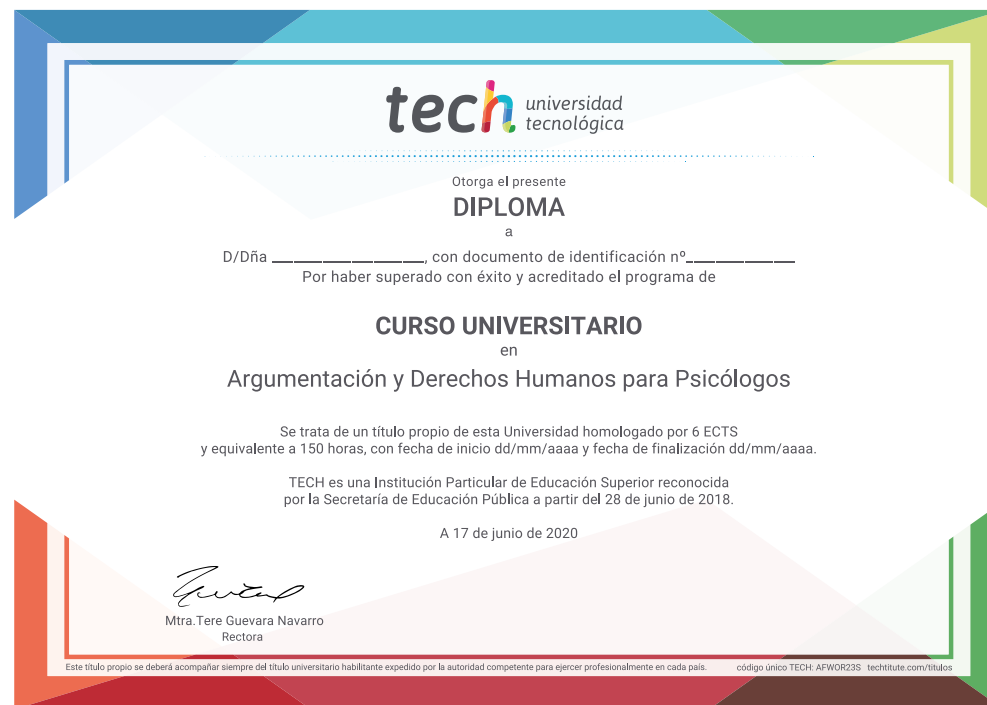 tech universidad
tecnológica
Otorga el presente
DIPLOMA
a
D/Dña ____________________, con documento de identificación nº______________
Por haber superado con éxito y acreditado el programa de
CURSO UNIVERSITARIO
en
Argumentación y Derechos Humanos para Psicólogos
Se trata de un título propio de esta Universidad homologado por 6 ECTS
y equivalente a 150 horas, con fecha de inicio dd/mm/aaaa y fecha de finalización dd/mm/aaaa.
TECH es una Institución Particular de Educación Superior reconocida
por la Secretaría de Educación Pública a partir del 28 de junio de 2018.
A 17 de junio de 2020
Mtra.Tere Guevara Navarro
Rectora
Este título propio se deberá acompañar siempre del título universitario habilitante expedido por la autoridad competente para ejercer profesionalmente en cada país. código único TECH: AFWOR23S techtitute.com/titulos